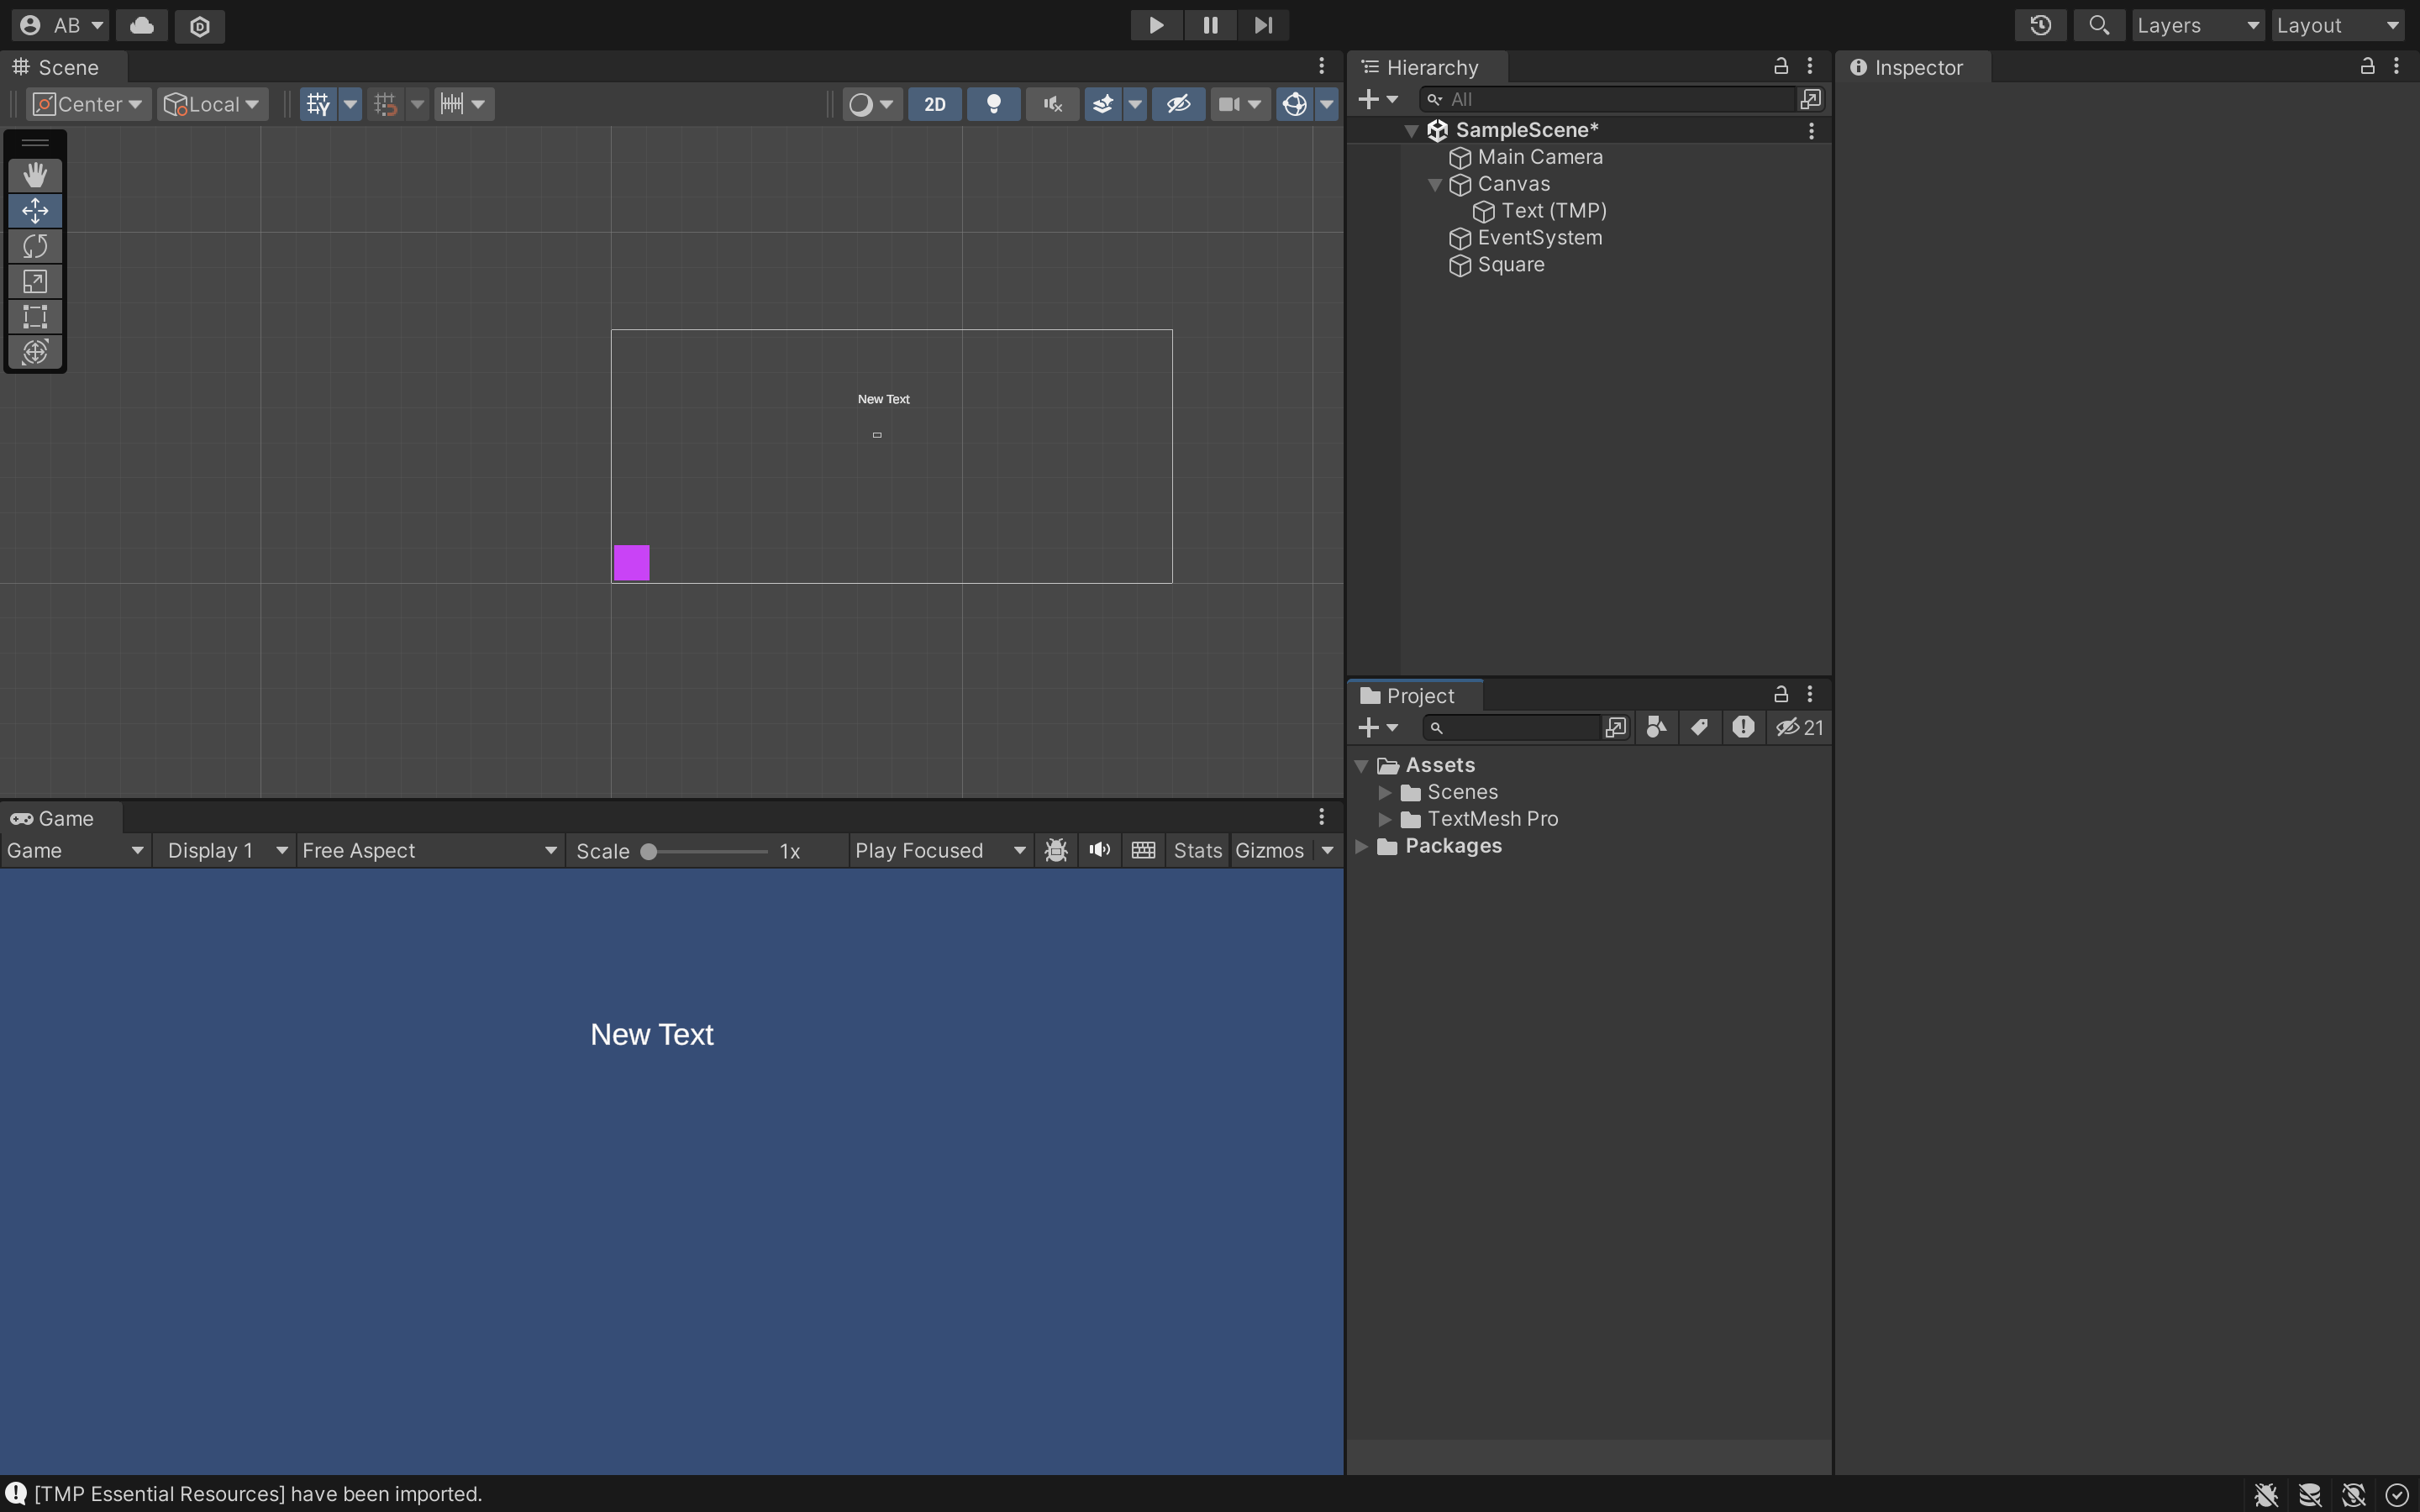 AB
Layers
Layout
Scene
Center
Local
2D
New Text
Hierarchy
All
SampleScene*
Main Camera
Canvas
Text (TMP)
EventSystem
Square
Inspector
Project
21
Assets
Scenes
TextMesh Pro
Packages
Game
Game
Display 1
Free Aspect
Scale
1x
Play Focused
Stats
Gizmos
New Text
[TMP Essential Resources] have been imported.